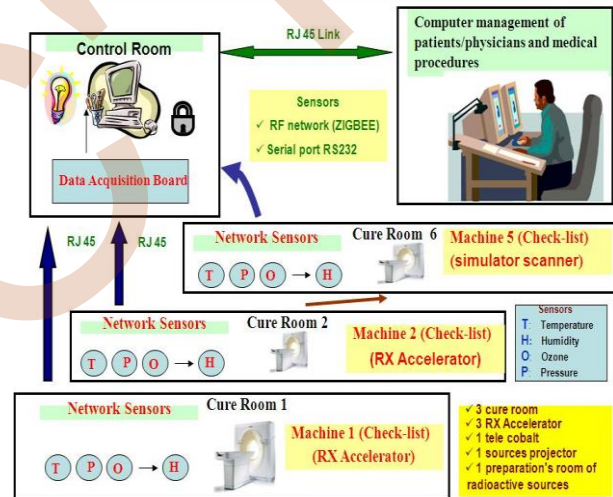 Control Room
Data Acquisition Board
RJ 45 Link
Computer management of
patients/physicians and medical
procedures
Sensors
✓ RF network (ZIGBEE)
✓ Serial port RS232
RJ 45
RJ 45
Network Sensors
Cure Room 6
Machine 5 (Check-list)
(simulator scanner)
T P O → H
Network Sensors
Cure Room 2
Machine 2 (Check-list)
(RX Accelerator)
T P O → H
Sensors
T: Temperature
H: Humidity
O: Ozone
P: Pressure
Network Sensors
Cure Room 1
Machine 1 (Check-list)
(RX Accelerator)
T P O → H
✓ 3 cure room
✓ 3 RX Accelerator
✓ 1 tele cobalt
✓ 1 sources projector
✓ 1 preparation's room of
radioactive sources